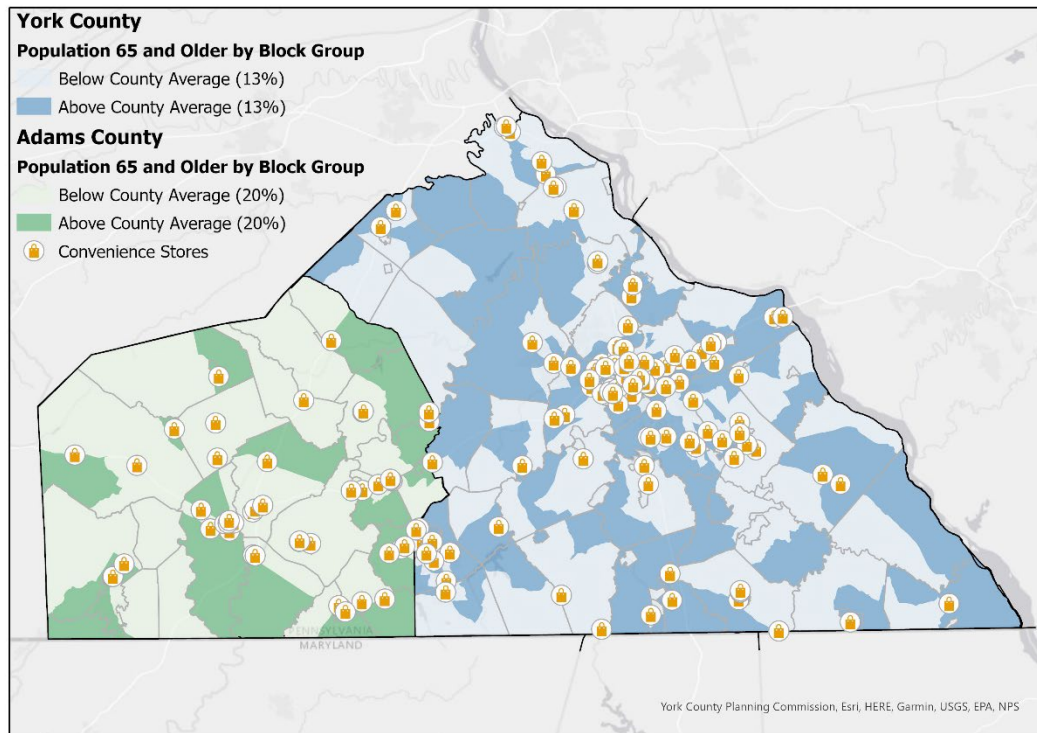 York County
Population 65 and Older by Block Group
Below County Average (13%)
Above County Average (13%)
Adams County
Population 65 and Older by Block Group
Below County Average (20%)
Above County Average (20%)
Convenience Stores
PENNSYLVANIA
MARYLAND
York County Planning Commission, Esri, HERE, Garmin, USGS, EPA, NPS